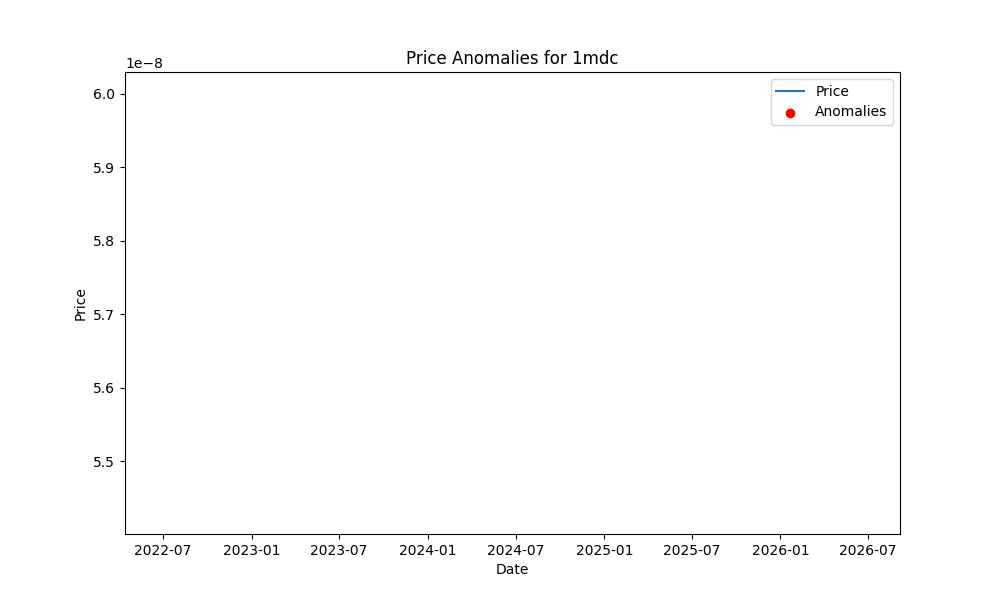 Price Anomalies for 1mdc
1e−8
Price
Anomalies
6.0
5.9
5.8
5.7
5.6
5.5
Price
2022-07 2023-01 2023-07 2024-01 2024-07 2025-01 2025-07 2026-01 2026-07
Date